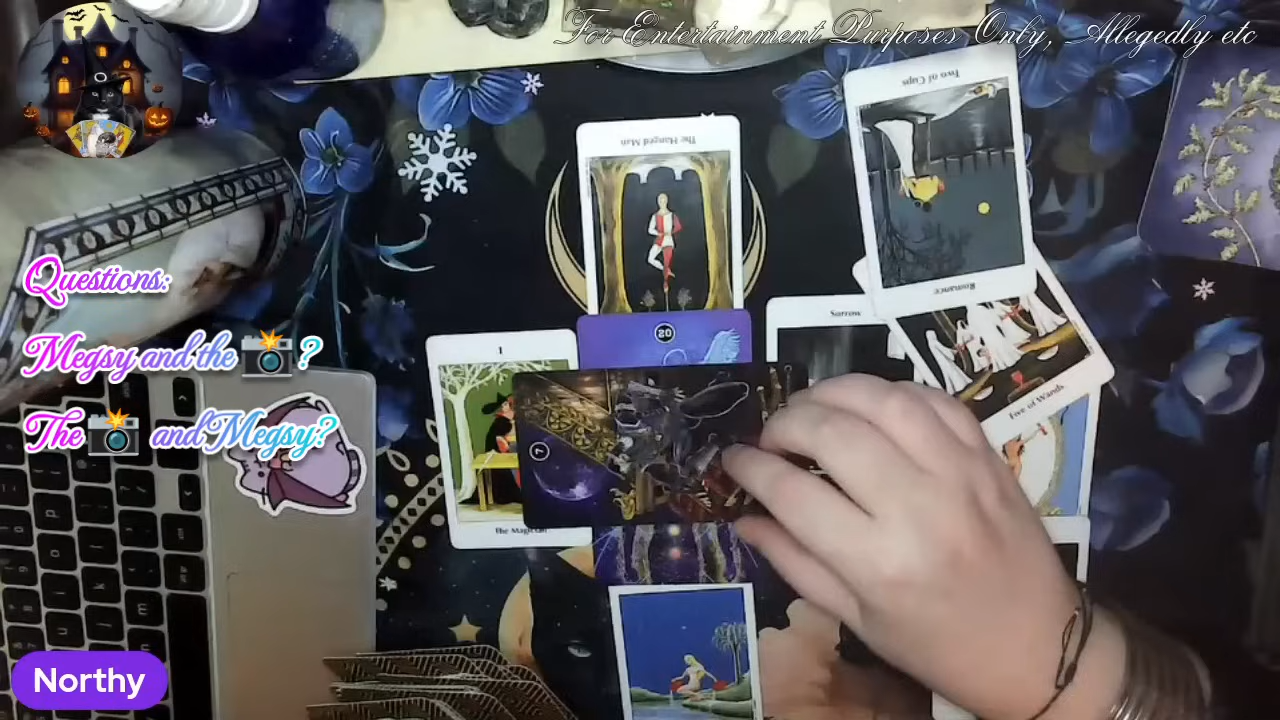 For Entertainment Purposes Only, Allegedly etc
Two of Cups
The Hanged Man
Romance
Questions:
Megsy and the 📸?
The 📸 and Megsy?
20
Sorrow
I
Five of Wands
7
The Magician
Northy